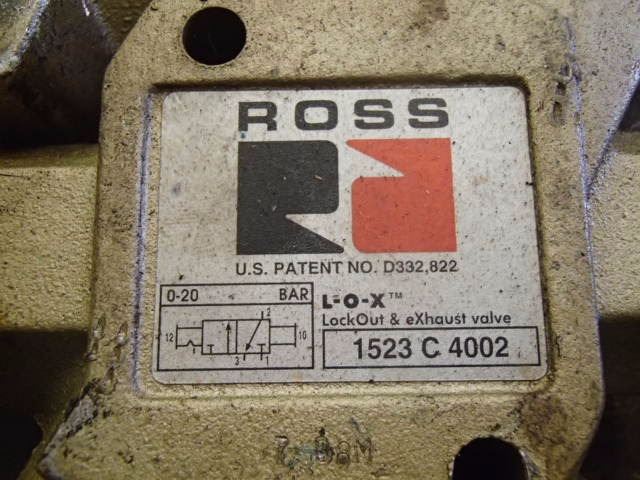 ROSS
U.S. PATENT NO. D332,822
0-20 BAR
L-O-X™
LockOut & eXhaust valve
2
12
10
3
1
1523 C 4002